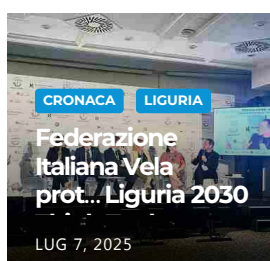 CRONACA LIGURIA
Federazione
Italiana Vela
prot... Liguria 2030
LUG 7, 2025